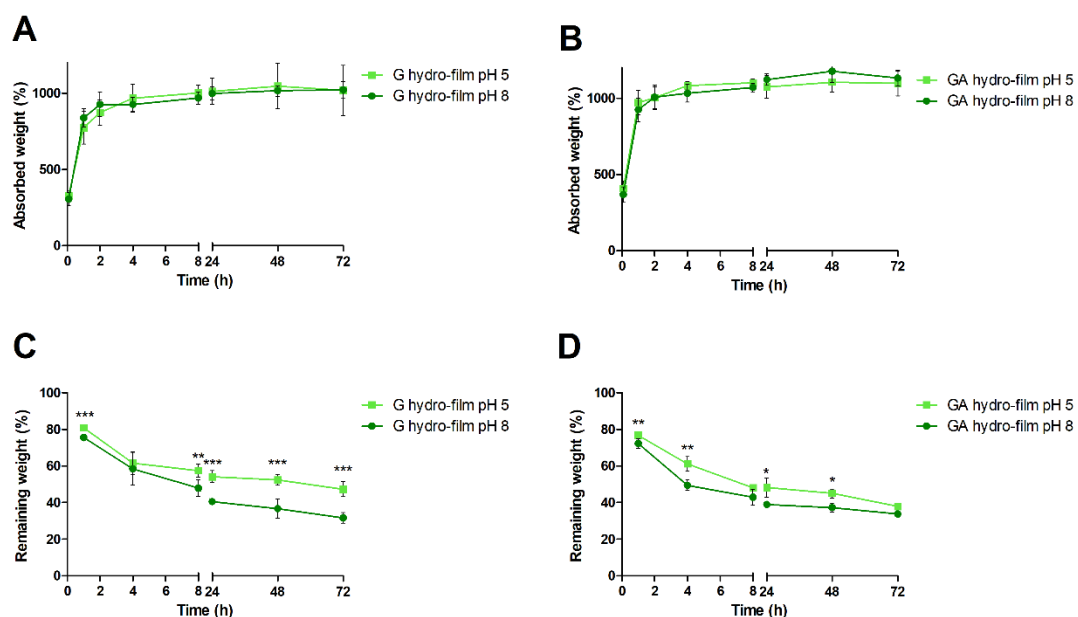 A
Absorbed weight (%)
1000
500
0
0 2 4 6 8 24 48 72
Time (h)
G hydro-film pH 5
G hydro-film pH 8
B
Absorbed weight (%)
1000
500
0
0 2 4 6 8 24 48 72
Time (h)
GA hydro-film pH 5
GA hydro-film pH 8
C
Remaining weight (%)
100
80
60
40
20
0
*** ** *** *** ***
0 2 4 6 8 24 48 72
Time (h)
G hydro-film pH 5
G hydro-film pH 8
D
Remaining weight (%)
100
80
60
40
20
0
** ** * *
0 2 4 6 8 24 48 72
Time (h)
GA hydro-film pH 5
GA hydro-film pH 8